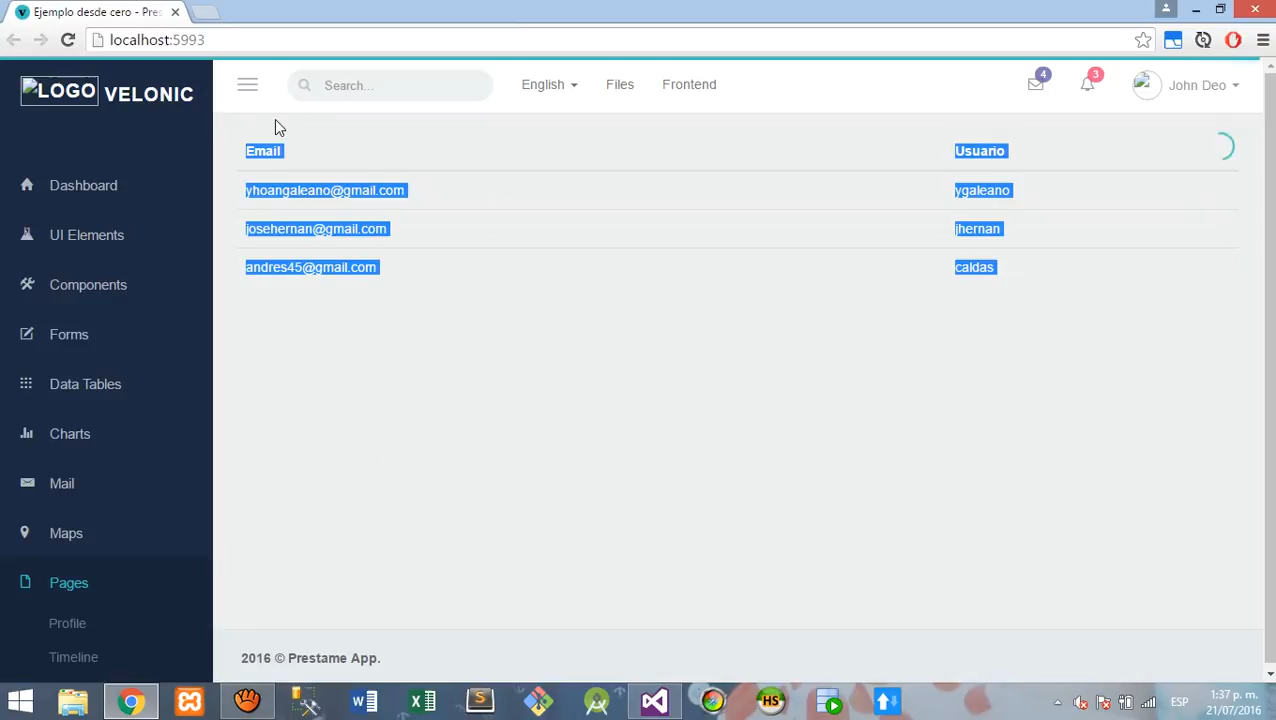 Ejemplo desde cero - Pres
localhost:5993
LOGO VELONIC
Search...
English
Files
Frontend
4
3
John Deo
Email Usuario
yhoangaleano@gmail.com ygaleano
josehernan@gmail.com jhernan
andres45@gmail.com caldas
Dashboard
UI Elements
Components
Forms
Data Tables
Charts
Mail
Maps
Pages
Profile
Timeline
2016 © Prestame App.
HS
ESP
1:37 p. m.
21/07/2016